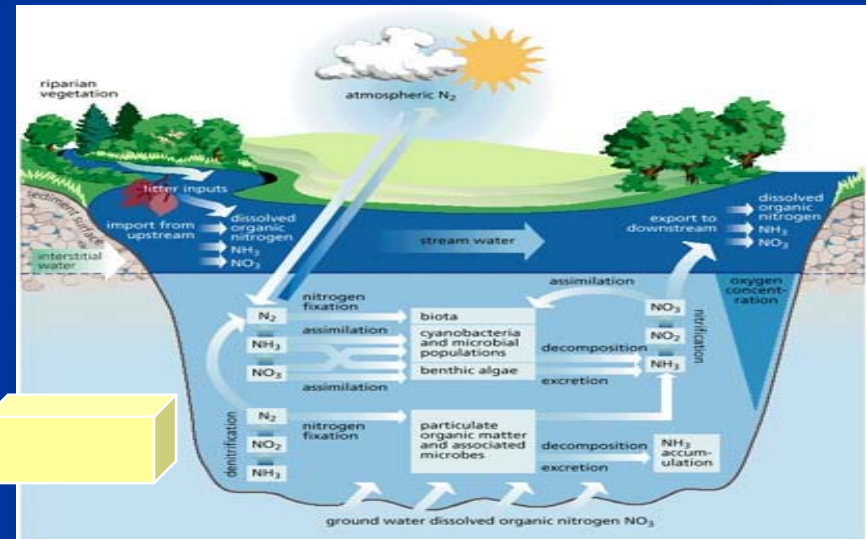 riparian
vegetation
atmospheric N₂
litter inputs
sediment surface
import from
upstream
dissolved
organic
nitrogen
NH₃
NO₃
interstitial
water
stream water
export to
downstream
dissolved
organic
nitrogen
NH₃
NO₃
oxygen
concent-
ration
nitrogen
fixation
assimilation
N₂
NH₃
NO₃
assimilation
biota
cyanobacteria
and microbial
populations
benthic algae
assimilation
decomposition
excretion
NO₃
NO₂
NH₃
nitrification
denitrification
N₂
NO₂
NH₃
nitrogen
fixation
particulate
organic matter
and associated
microbes
decomposition
excretion
NH₃
accum-
ulation
ground water dissolved organic nitrogen NO₃